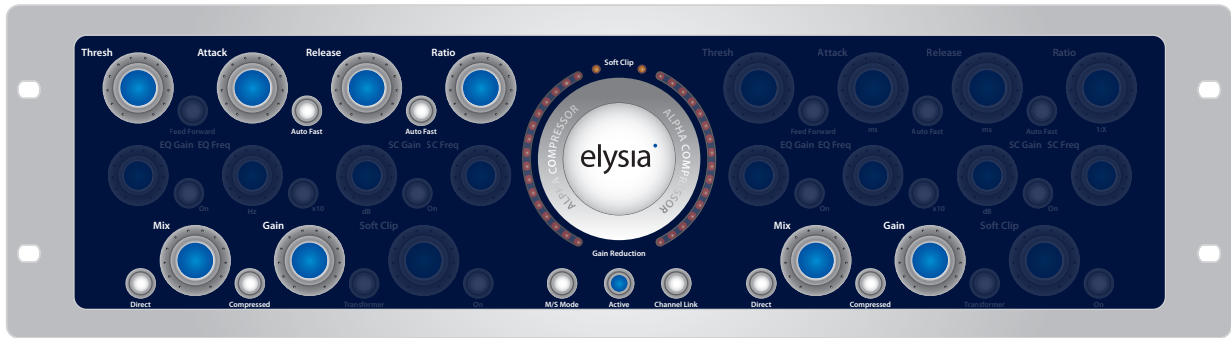 Thresh Attack Release Ratio Soft Clip Thresh Attack Release Ratio
Feed Forward Auto Fast Auto Fast Feed Forward ms Auto Fast ms Auto Fast 1:X
EQ Gain EQ Freq SC Gain SC Freq EQ Gain EQ Freq SC Gain SC Freq
ALPHA COMPRESSOR elysia ALPHA COMPRESSOR
On Hz x10 dB On On x10 dB On
Mix Gain Soft Clip Mix Gain Soft Clip
Gain Reduction
Direct Compressed Transformer On M/S Mode Active Channel Link Direct Compressed Transformer On